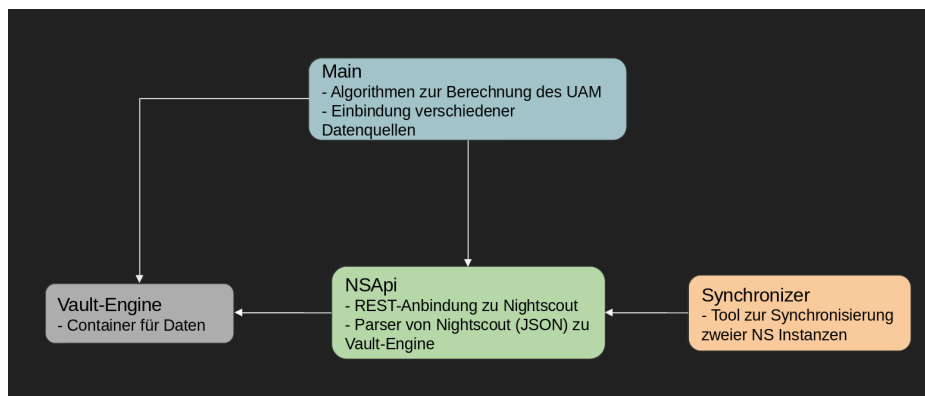 Main
- Algorithmen zur Berechnung des UAM
- Einbindung verschiedener
Datenquellen
Vault-Engine
- Container für Daten
NSApi
- REST-Anbindung zu Nightscout
- Parser von Nightscout (JSON) zu
Vault-Engine
Synchronizer
- Tool zur Synchronisierung
zweier NS Instanzen